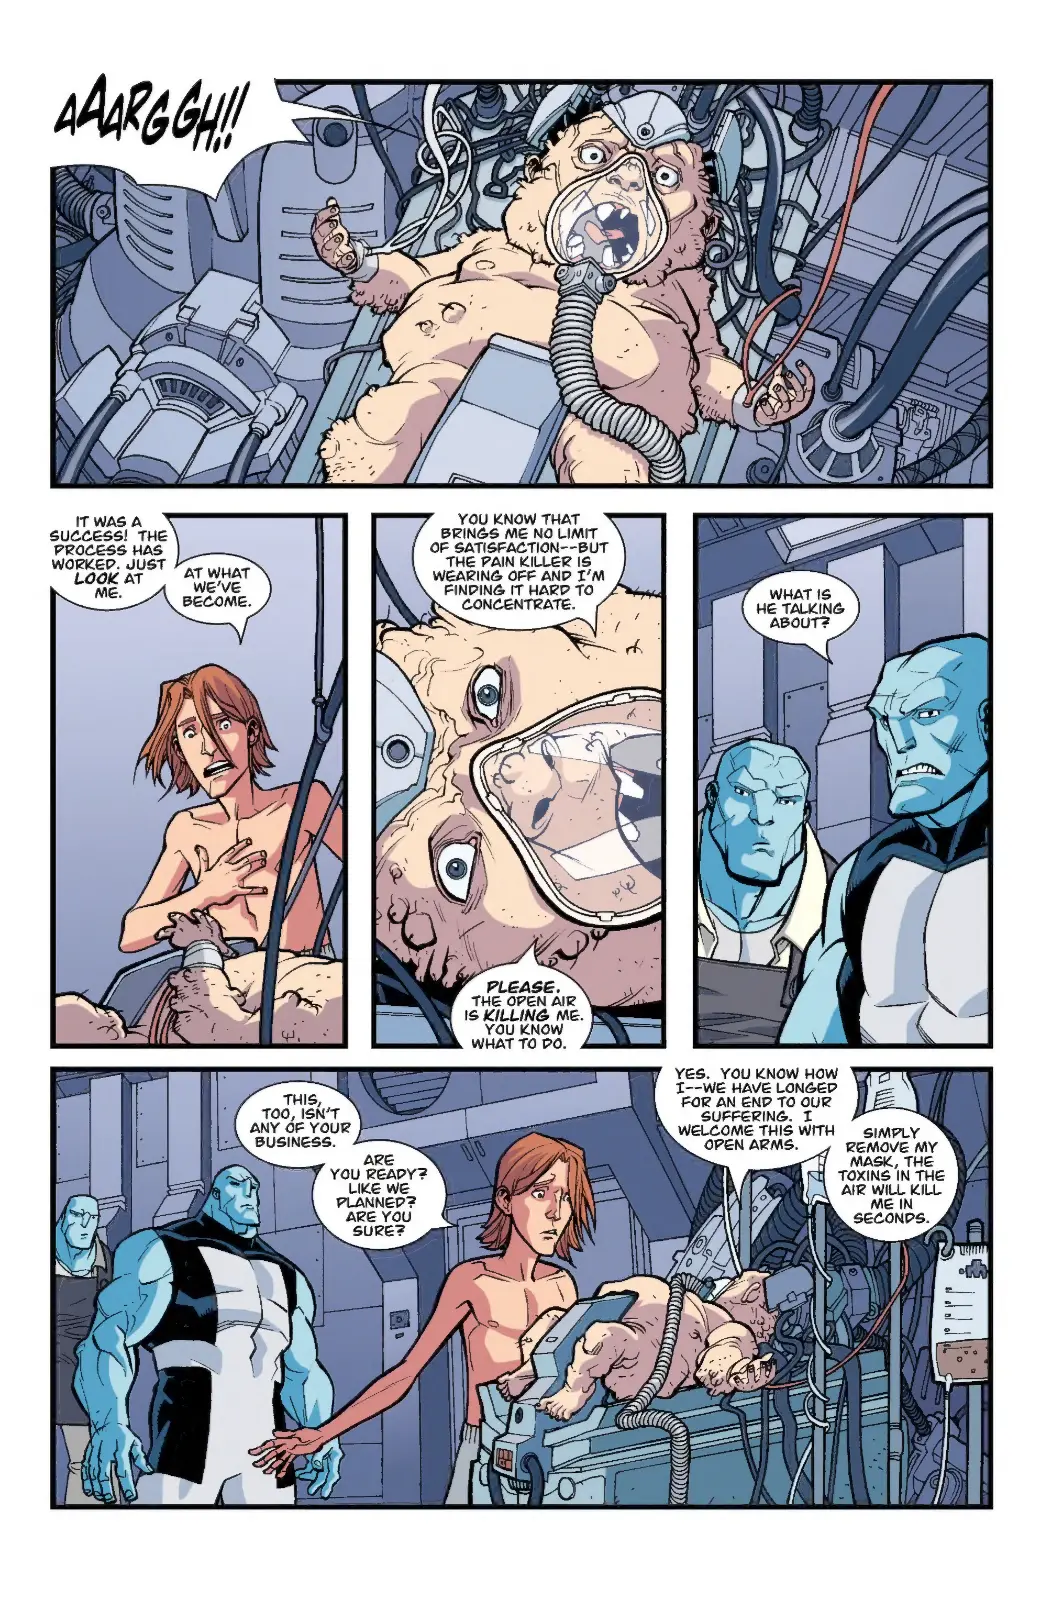 AAARGGH!!
IT WAS A
SUCCESS! THE
PROCESS HAS
WORKED. JUST
LOOK AT
ME.
AT WHAT
WE'VE
BECOME.
YOU KNOW THAT
BRINGS ME NO LIMIT
OF SATISFACTION--BUT
THE PAIN KILLER IS
WEARING OFF AND I'M
FINDING IT HARD TO
CONCENTRATE.
PLEASE.
THE OPEN AIR
IS KILLING ME.
YOU KNOW
WHAT TO DO.
WHAT IS
HE TALKING
ABOUT?
THIS,
TOO, ISN'T
ANY OF YOUR
BUSINESS.
ARE
YOU READY?
LIKE WE
PLANNED?
ARE YOU
SURE?
YES. YOU KNOW HOW
I--WE HAVE LONGED
FOR AN END TO OUR
SUFFERING. I
WELCOME THIS WITH
OPEN ARMS.
SIMPLY
REMOVE MY
MASK, THE
TOXINS IN THE
AIR WILL KILL
ME IN
SECONDS.